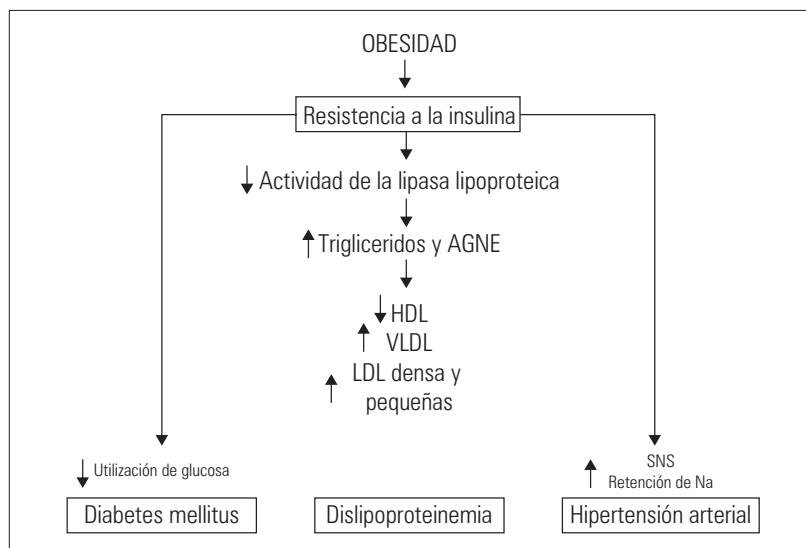 OBESIDAD
Resistencia a la insulina
Actividad de la lipasa lipoproteica
Trigliceridos y AGNE
HDL
VLDL
LDL densa y
pequeñas
Utilización de glucosa
SNS
Retención de Na
Diabetes mellitus
Dislipoproteinemia
Hipertensión arterial